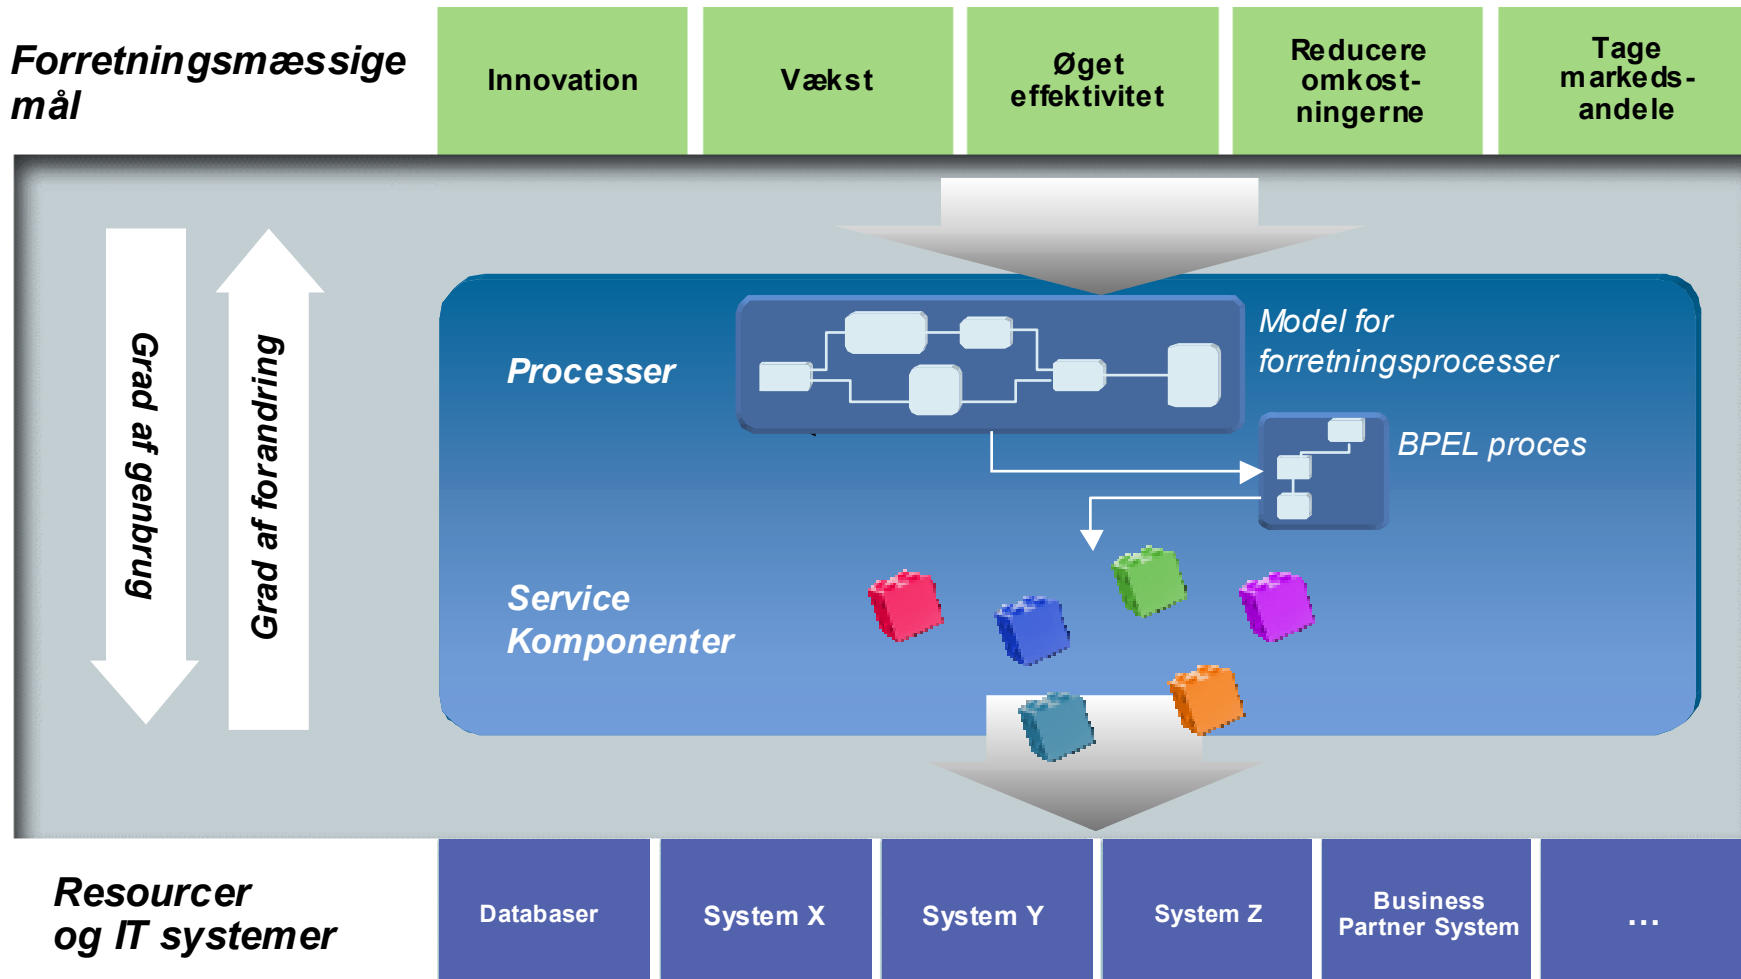 Forretningsmæssige
mål
Innovation
Vækst
Øget
effektivitet
Reducere
omkost-
ningerne
Tage
markeds-
andele
Grad af genbrug
Grad af forandring
Processer
Model for
forretningsprocesser
BPEL proces
Service
Komponenter
Resourcer
og IT systemer
Databaser
System X
System Y
System Z
Business
Partner System
...